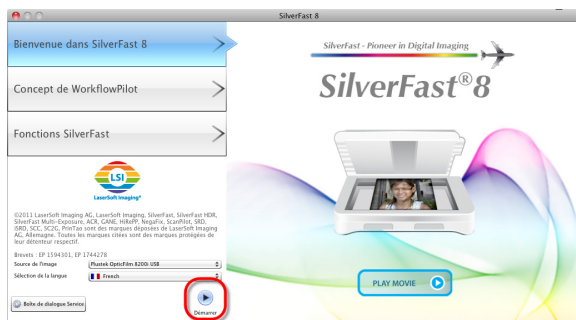 SilverFast 8
Bienvenue dans SilverFast 8
Concept de WorkflowPilot
Fonctions SilverFast
LSI
LaserSoft Imaging®
©2011 LaserSoft Imaging AG, LaserSoft Imaging, SilverFast, SilverFast HDR,
SilverFast Multi-Exposure, ACR, GANE, HiRePP, NegaFix, ScanPilot, SRD,
iSRD, SCC, SC2G, PrinTao sont des marques déposées de LaserSoft Imaging
AG, Allemagne. Toutes les marques citées sont des marques protégées de
leur détenteur respectif.
Brevets : EP 1594301, EP 1744278
Source de l'image Plustek OpticFilm 8200i USB
Sélection de la langue French
Boîte de dialogue Service
Démarrer
SilverFast - Pioneer in Digital Imaging
SilverFast®8
PLAY MOVIE